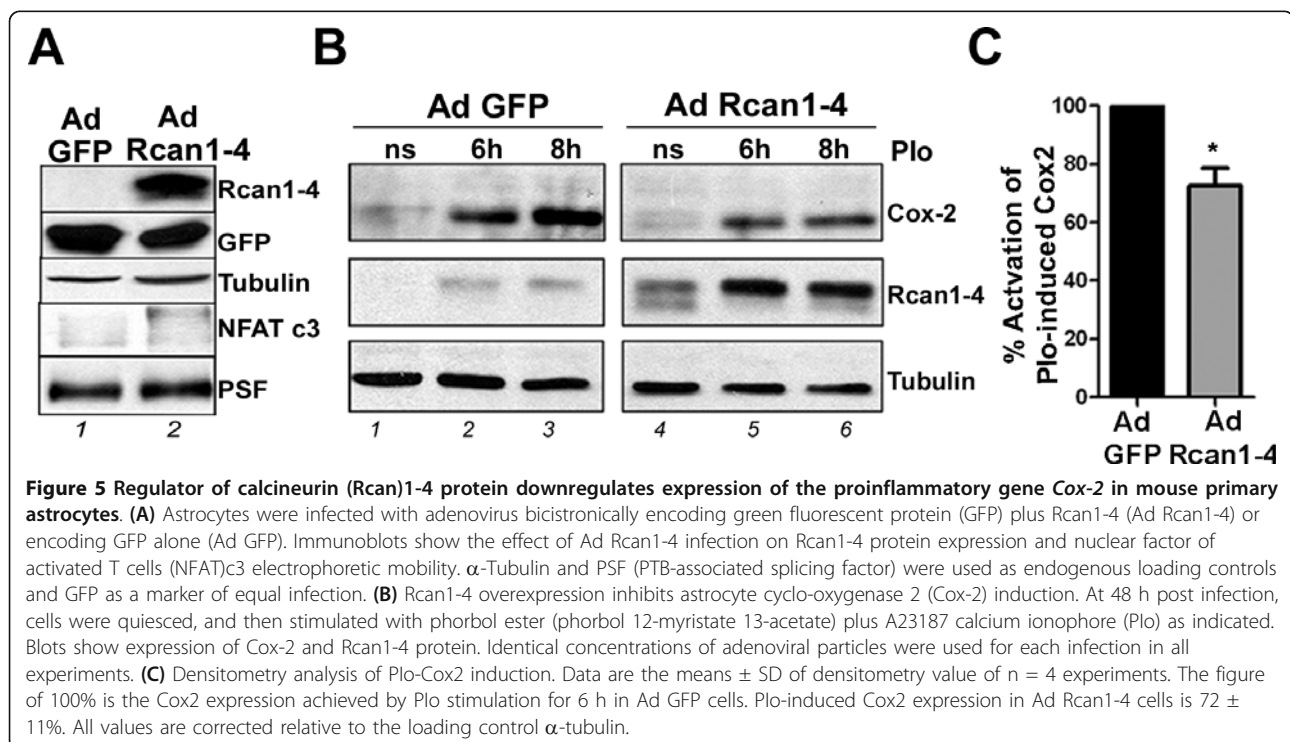 A
B
C
Ad GFP
Ad Rcan1-4
Rcan1-4
GFP
Tubulin
NFAT c3
PSF
1 2
Ad GFP Ad Rcan1-4
ns 6h 8h ns 6h 8h PIo
Cox-2
Rcan1-4
Tubulin
1 2 3 4 5 6
% Actvation of
PIo-induced Cox2
100
80
60
40
20
0
*
Ad GFP
Ad Rcan1-4
Figure 5 Regulator of calcineurin (Rcan)1-4 protein downregulates expression of the proinflammatory gene Cox-2 in mouse primary
astrocytes. (A) Astrocytes were infected with adenovirus bicistronically encoding green fluorescent protein (GFP) plus Rcan1-4 (Ad Rcan1-4) or
encoding GFP alone (Ad GFP). Immunoblots show the effect of Ad Rcan1-4 infection on Rcan1-4 protein expression and nuclear factor of
activated T cells (NFAT)c3 electrophoretic mobility. α-Tubulin and PSF (PTB-associated splicing factor) were used as endogenous loading controls
and GFP as a marker of equal infection. (B) Rcan1-4 overexpression inhibits astrocyte cyclo-oxygenase 2 (Cox-2) induction. At 48 h post infection,
cells were quiesced, and then stimulated with phorbol ester (phorbol 12-myristate 13-acetate) plus A23187 calcium ionophore (PIo) as indicated.
Blots show expression of Cox-2 and Rcan1-4 protein. Identical concentrations of adenoviral particles were used for each infection in all
experiments. (C) Densitometry analysis of PIo-Cox2 induction. Data are the means ± SD of densitometry value of n = 4 experiments. The figure
of 100% is the Cox2 expression achieved by PIo stimulation for 6 h in Ad GFP cells. PIo-induced Cox2 expression in Ad Rcan1-4 cells is 72 ±
11%. All values are corrected relative to the loading control α-tubulin.